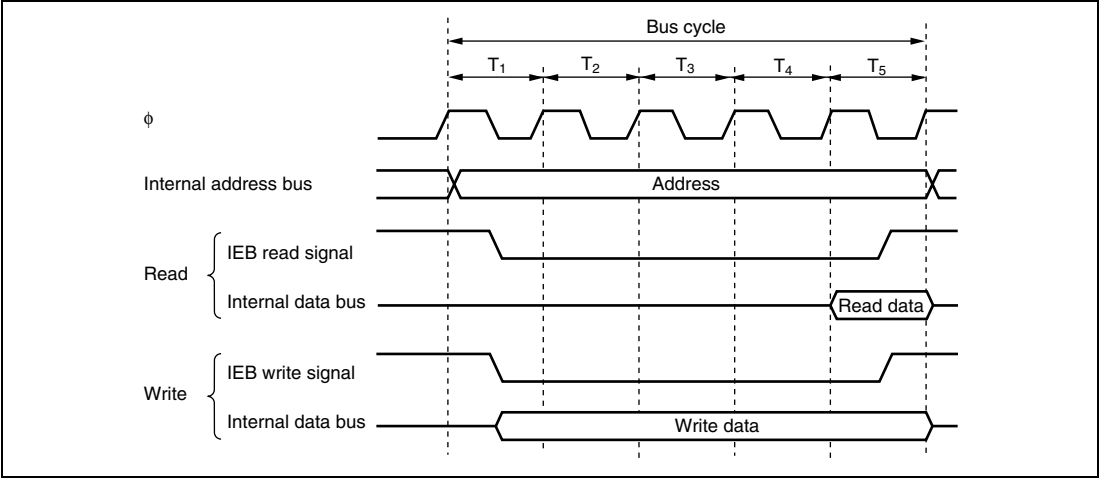 Bus cycle
T1 T2 T3 T4 T5
ϕ
Internal address bus Address
Read IEB read signal
Internal data bus Read data
Write IEB write signal
Internal data bus Write data